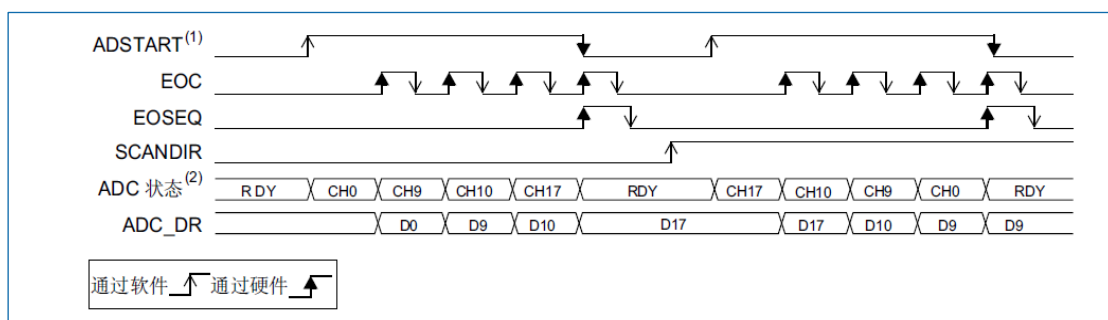 ADSTART(1)
EOC
EOSEQ
SCANDIR
ADC 状态(2) RDY CH0 CH9 CH10 CH17 RDY CH17 CH10 CH9 CH0 RDY
ADC_DR D0 D9 D10 D17 D17 D10 D9 D9
通过软件 通过硬件